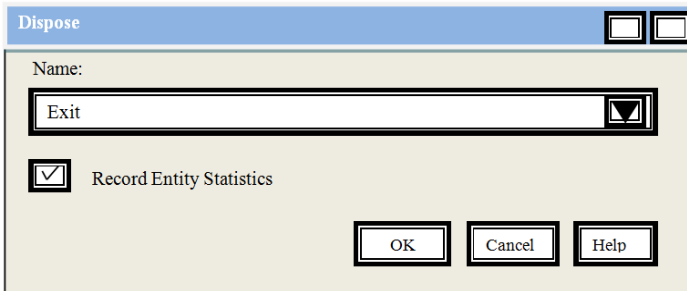 Dispose
Name:
Exit
Record Entity Statistics
OK Cancel Help